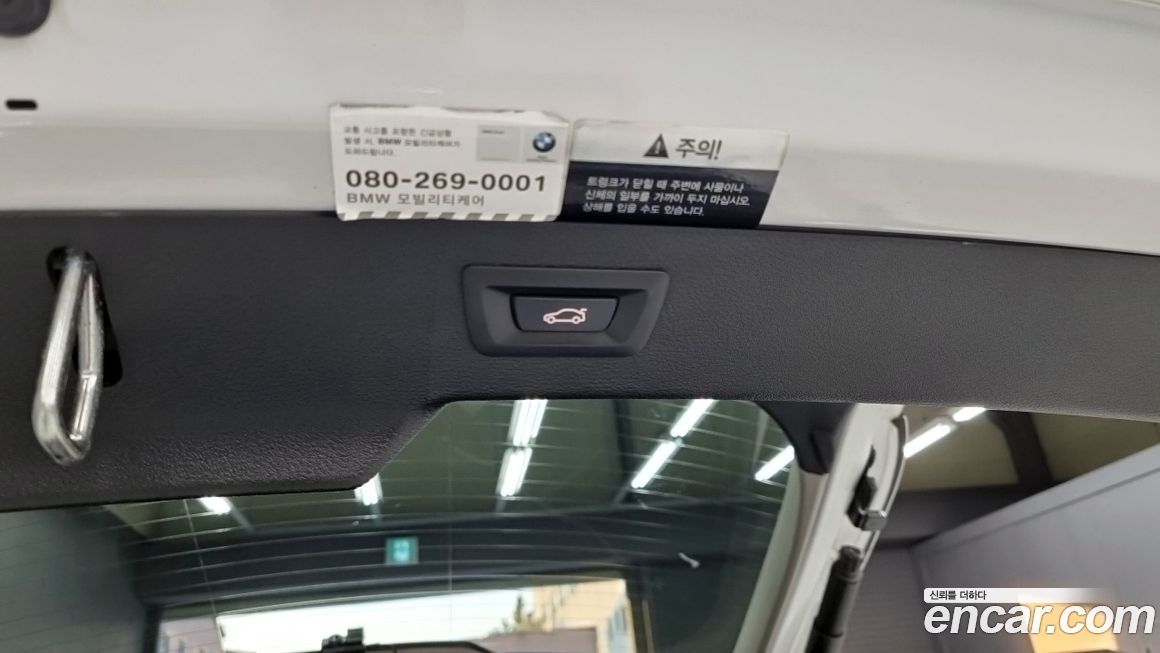 교통 사고를 포함한 긴급상황
발생 시, BMW 모빌리티케어가
도와드립니다.
080-269-0001
BMW 모빌리티케어
주의!
트렁크가 닫힐 때 주변에 사물이나
신체의 일부를 가까이 두지 마십시오.
상해를 입을 수도 있습니다.
신뢰를 더하다
encar.com